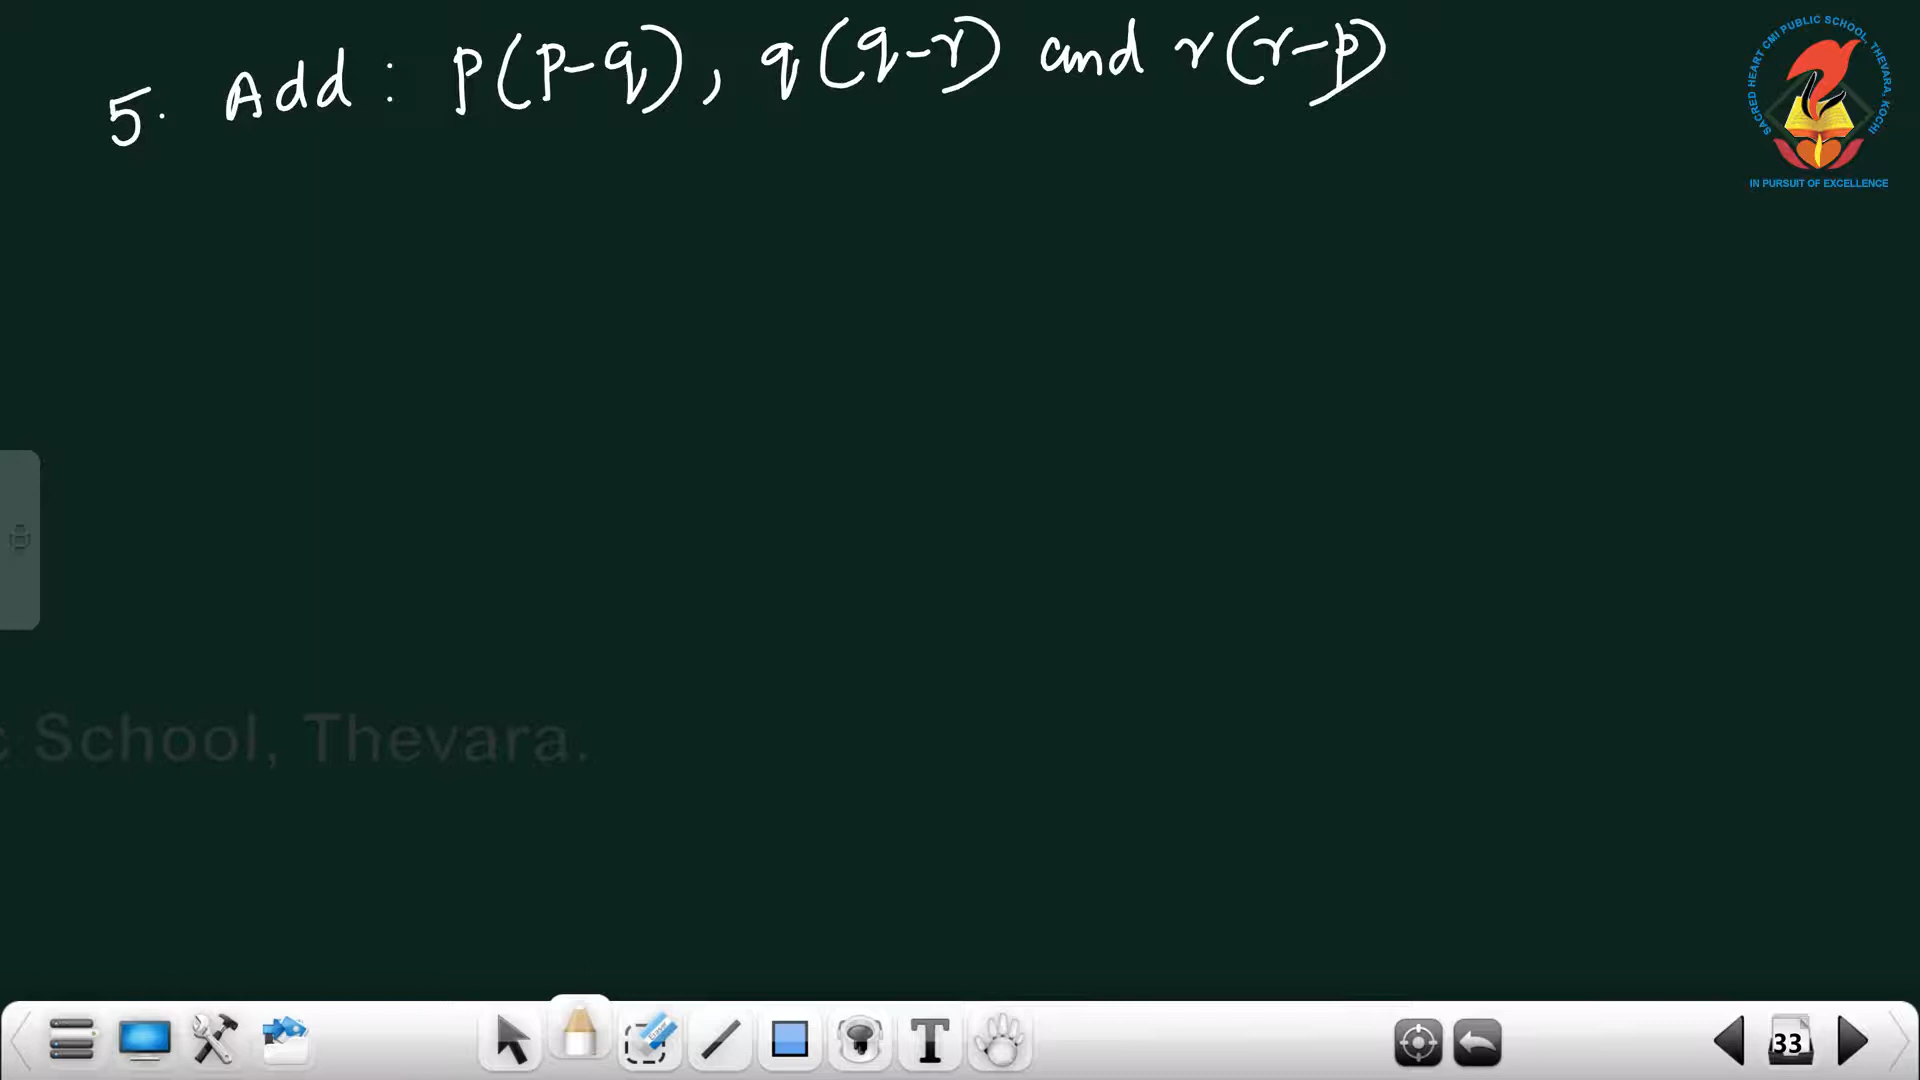 5. Add : p(p-q), q(q-r) and r(r-p)
SACRED HEART CMI PUBLIC SCHOOL, THEVARA, KOCHI
IN PURSUIT OF EXCELLENCE
c School, Thevara.
T
33